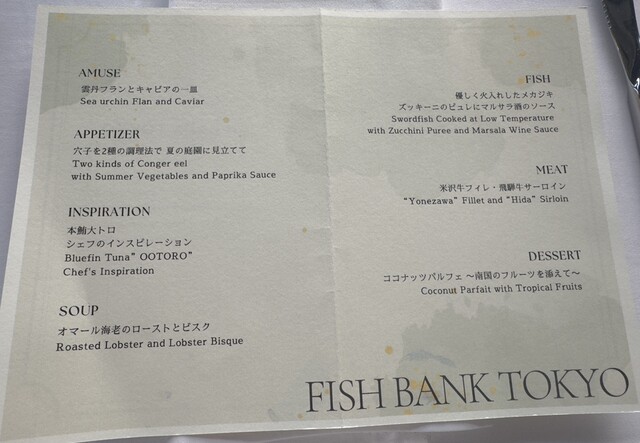 AMUSE
雲丹フランとキャビアの一皿
Sea urchin Flan and Caviar
APPETIZER
穴子を2種の調理法で 夏の庭園に見立てて
Two kinds of Conger eel
with Summer Vegetables and Paprika Sauce
INSPIRATION
本鮪大トロ
シェフのインスピレーション
Bluefin Tuna” OOTORO”
Chef's Inspiration
SOUP
オマール海老のローストとビスク
Roasted Lobster and Lobster Bisque
FISH
優しく火入れしたメカジキ
ズッキーニのピュレにマルサラ酒のソース
Swordfish Cooked at Low Temperature
with Zucchini Puree and Marsala Wine Sauce
MEAT
米沢牛フィレ・飛騨牛サーロイン
“Yonezawa” Fillet and “Hida” Sirloin
DESSERT
ココナッツパルフェ ～南国のフルーツを添えて～
Coconut Parfait with Tropical Fruits
FISH BANK TOKYO